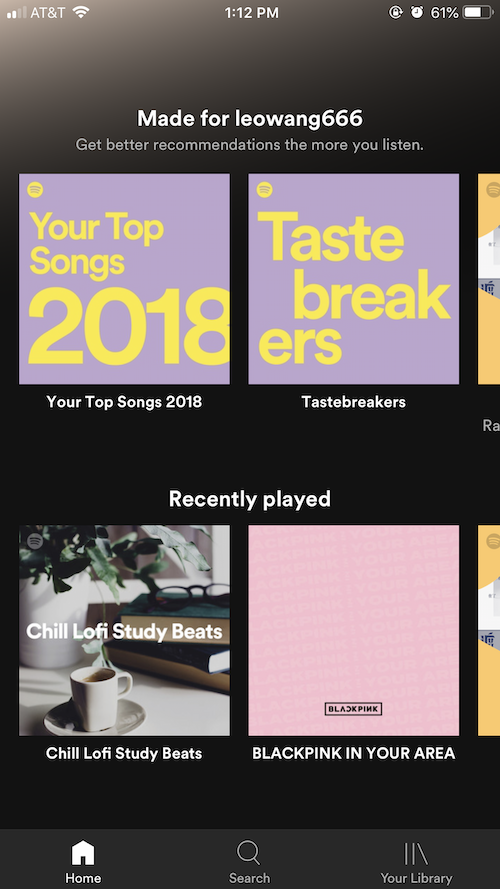 AT&T
1:12 PM
61%
Made for leowang666
Get better recommendations the more you listen.
Your Top
Songs
2018
Taste
break
ers
Your Top Songs 2018
Tastebreakers
Ra
Recently played
Chill Lofi Study Beats
BLACKPINK
Chill Lofi Study Beats
BLACKPINK IN YOUR AREA
Home
Search
Your Library